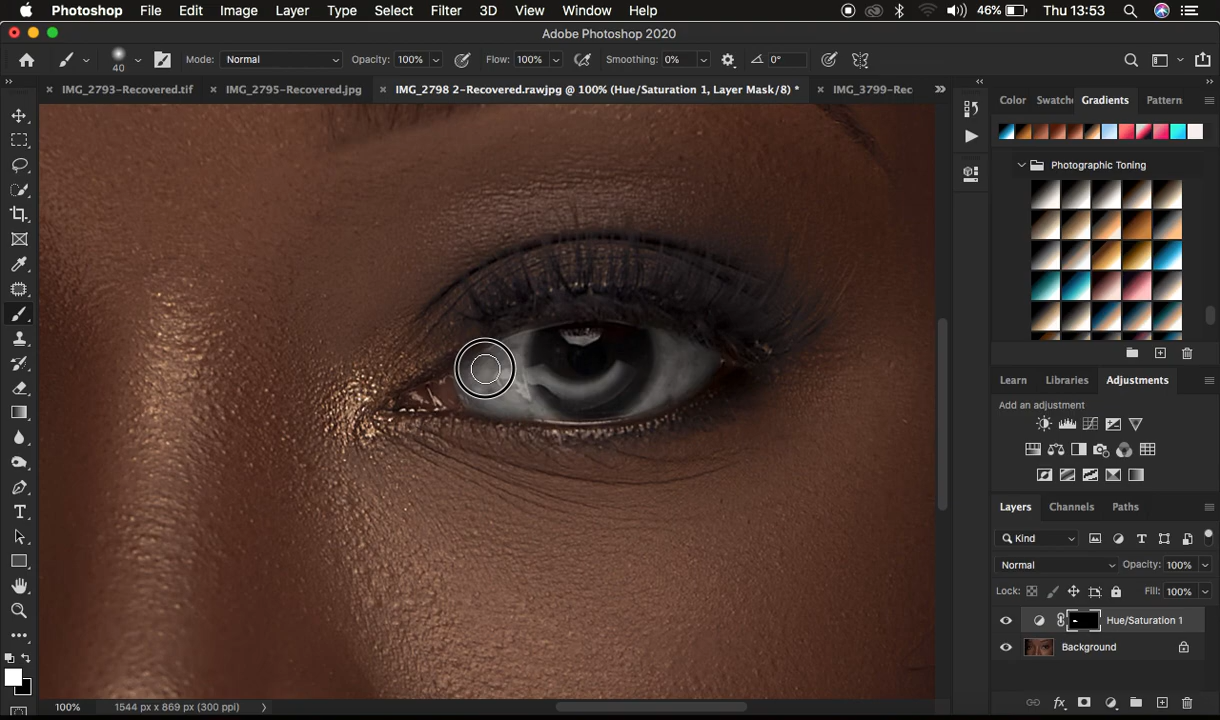 Photoshop File Edit Image Layer Type Select Filter 3D View Window Help 46% Thu 13:53
Adobe Photoshop 2020
40 Mode: Normal Opacity: 100% Flow: 100% Smoothing: 0% 0°
IMG_2793-Recovered.tif IMG_2795-Recovered.jpg IMG_2798 2-Recovered.rawjpg @ 100% (Hue/Saturation 1, Layer Mask/8) * IMG_3799-Rec
Color Swatche Gradients Pattern
Photographic Toning
Learn Libraries Adjustments
Add an adjustment
Layers Channels Paths
Kind
Normal Opacity: 100%
Lock: Fill: 100%
Hue/Saturation 1
Background
100% 1544 px x 869 px (300 ppi)